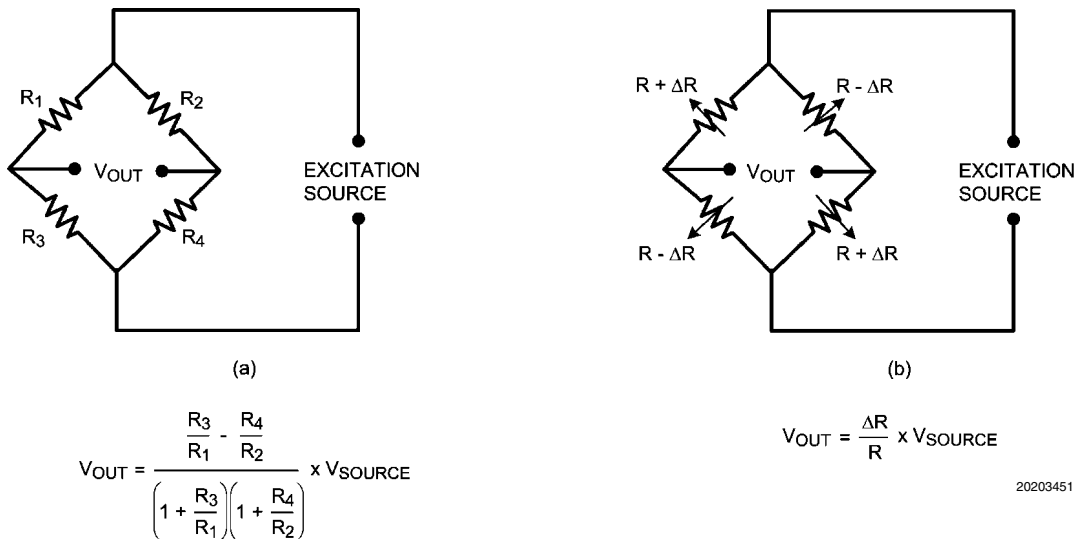 R1
R2
VOUT
R3
R4
EXCITATION
SOURCE
(a)
VOUT = (R3/R1 - R4/R2) / ((1 + R3/R1)(1 + R4/R2)) x VSOURCE
R + ΔR
R - ΔR
VOUT
R - ΔR
R + ΔR
EXCITATION
SOURCE
(b)
VOUT = ΔR/R x VSOURCE
20203451